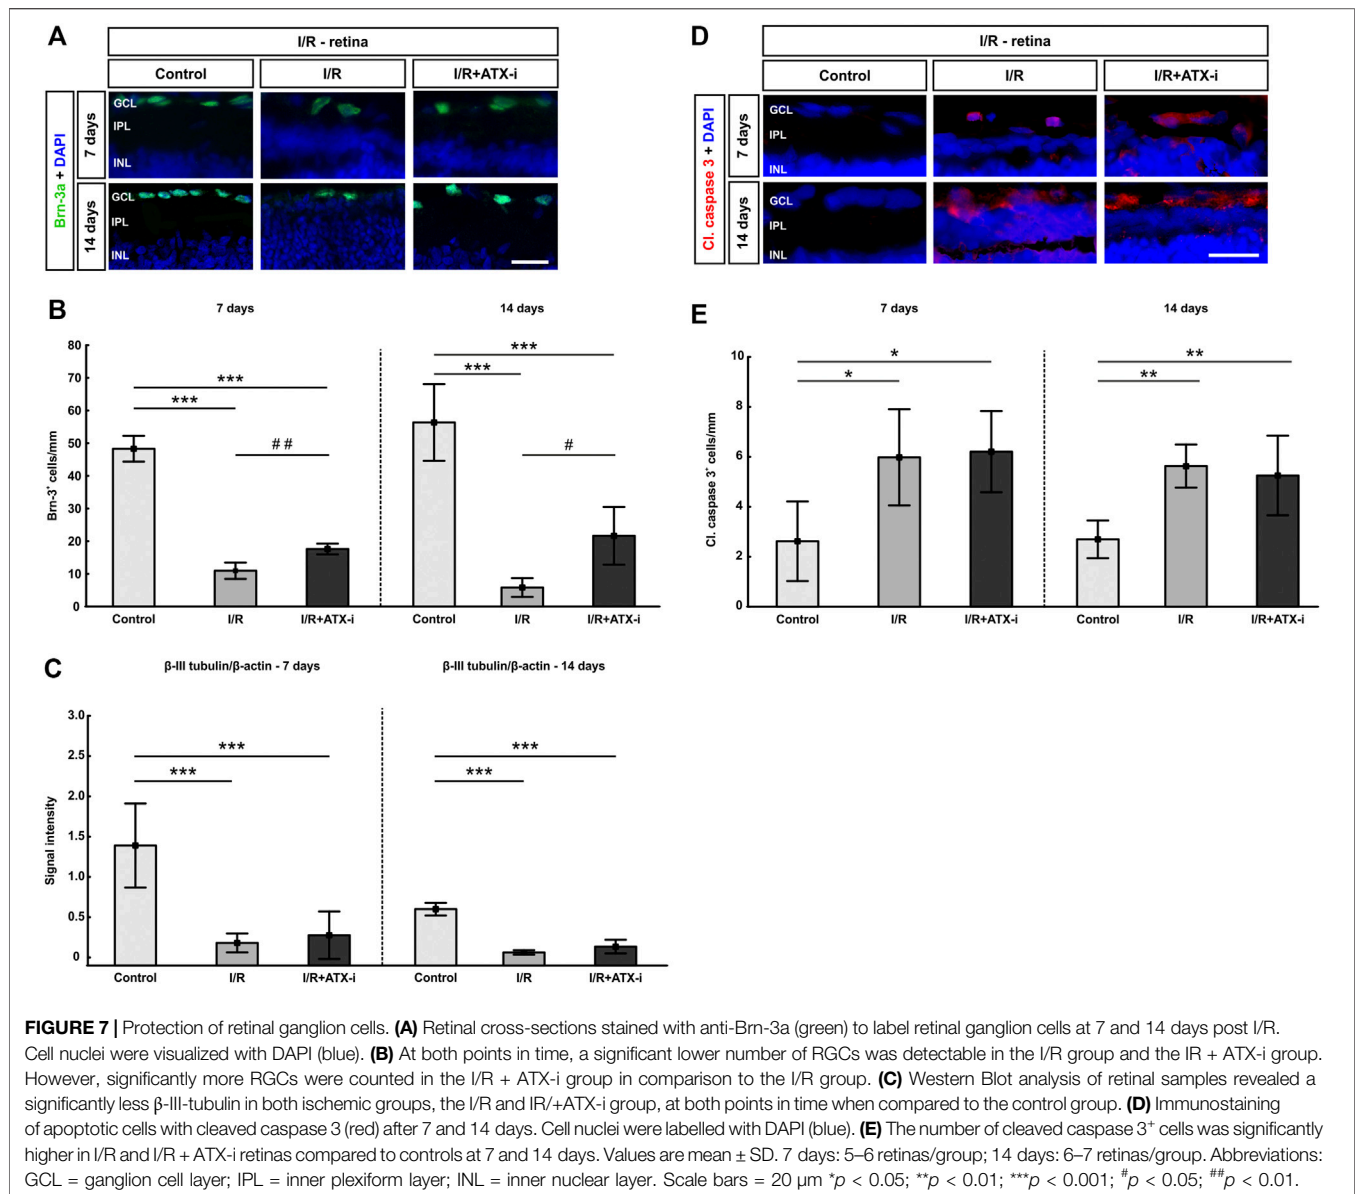 A
I/R - retina
Control
I/R
I/R+ATX-i
Brn-3a + DAPI
7 days
14 days
GCL
IPL
INL
GCL
IPL
INL
D
I/R - retina
Control
I/R
I/R+ATX-i
Cl. caspase 3 + DAPI
7 days
14 days
GCL
IPL
INL
GCL
IPL
INL
B
7 days
14 days
Brn-3⁺ cells/mm
80
70
60
50
40
30
20
10
0
***
***
# #
***
***
#
Control
I/R
I/R+ATX-i
Control
I/R
I/R+ATX-i
E
7 days
14 days
Cl. caspase 3⁺ cells/mm
10
8
6
4
2
0
*
*
**
**
Control
I/R
I/R+ATX-i
Control
I/R
I/R+ATX-i
C
β-III tubulin/β-actin - 7 days
β-III tubulin/β-actin - 14 days
Signal intensity
3.0
2.5
2.0
1.5
1.0
0.5
0
***
***
***
***
Control
I/R
I/R+ATX-i
Control
I/R
I/R+ATX-i
FIGURE 7 | Protection of retinal ganglion cells. (A) Retinal cross-sections stained with anti-Brn-3a (green) to label retinal ganglion cells at 7 and 14 days post I/R.
Cell nuclei were visualized with DAPI (blue). (B) At both points in time, a significant lower number of RGCs was detectable in the I/R group and the IR + ATX-i group.
However, significantly more RGCs were counted in the I/R + ATX-i group in comparison to the I/R group. (C) Western Blot analysis of retinal samples revealed a
significantly less β-III-tubulin in both ischemic groups, the I/R and IR/+ATX-i group, at both points in time when compared to the control group. (D) Immunostaining
of apoptotic cells with cleaved caspase 3 (red) after 7 and 14 days. Cell nuclei were labelled with DAPI (blue). (E) The number of cleaved caspase 3⁺ cells was significantly
higher in I/R and I/R + ATX-i retinas compared to controls at 7 and 14 days. Values are mean ± SD. 7 days: 5–6 retinas/group; 14 days: 6–7 retinas/group. Abbreviations:
GCL = ganglion cell layer; IPL = inner plexiform layer; INL = inner nuclear layer. Scale bars = 20 μm *p < 0.05; **p < 0.01; ***p < 0.001; #p < 0.05; ##p < 0.01.